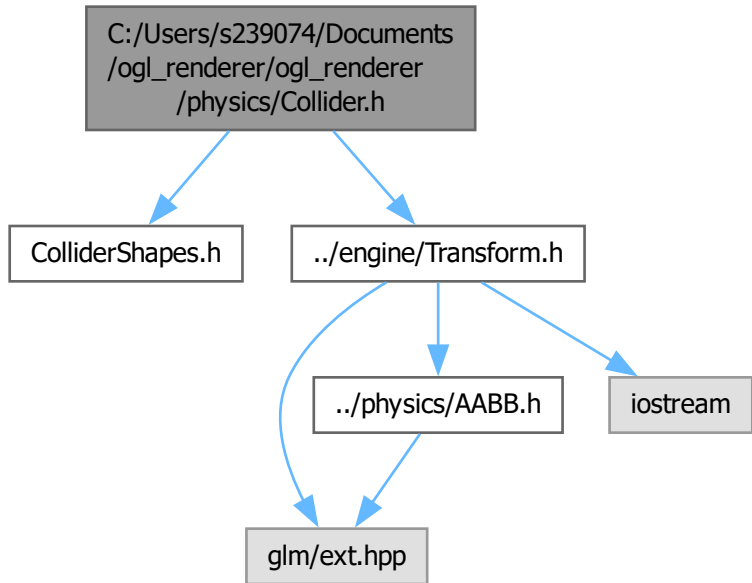 C:/Users/s239074/Documents
/ogl_renderer/ogl_renderer
/physics/Collider.h
ColliderShapes.h
../engine/Transform.h
../physics/AABB.h
iostream
glm/ext.hpp